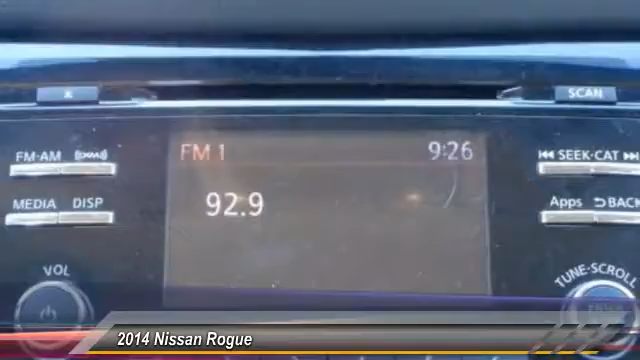 SCAN
FM·AM (XM)
FM 1 9:26
SEEK·CAT
92.9
MEDIA DISP
Apps BACK
VOL
TUNE·SCROLL
2014 Nissan Rogue